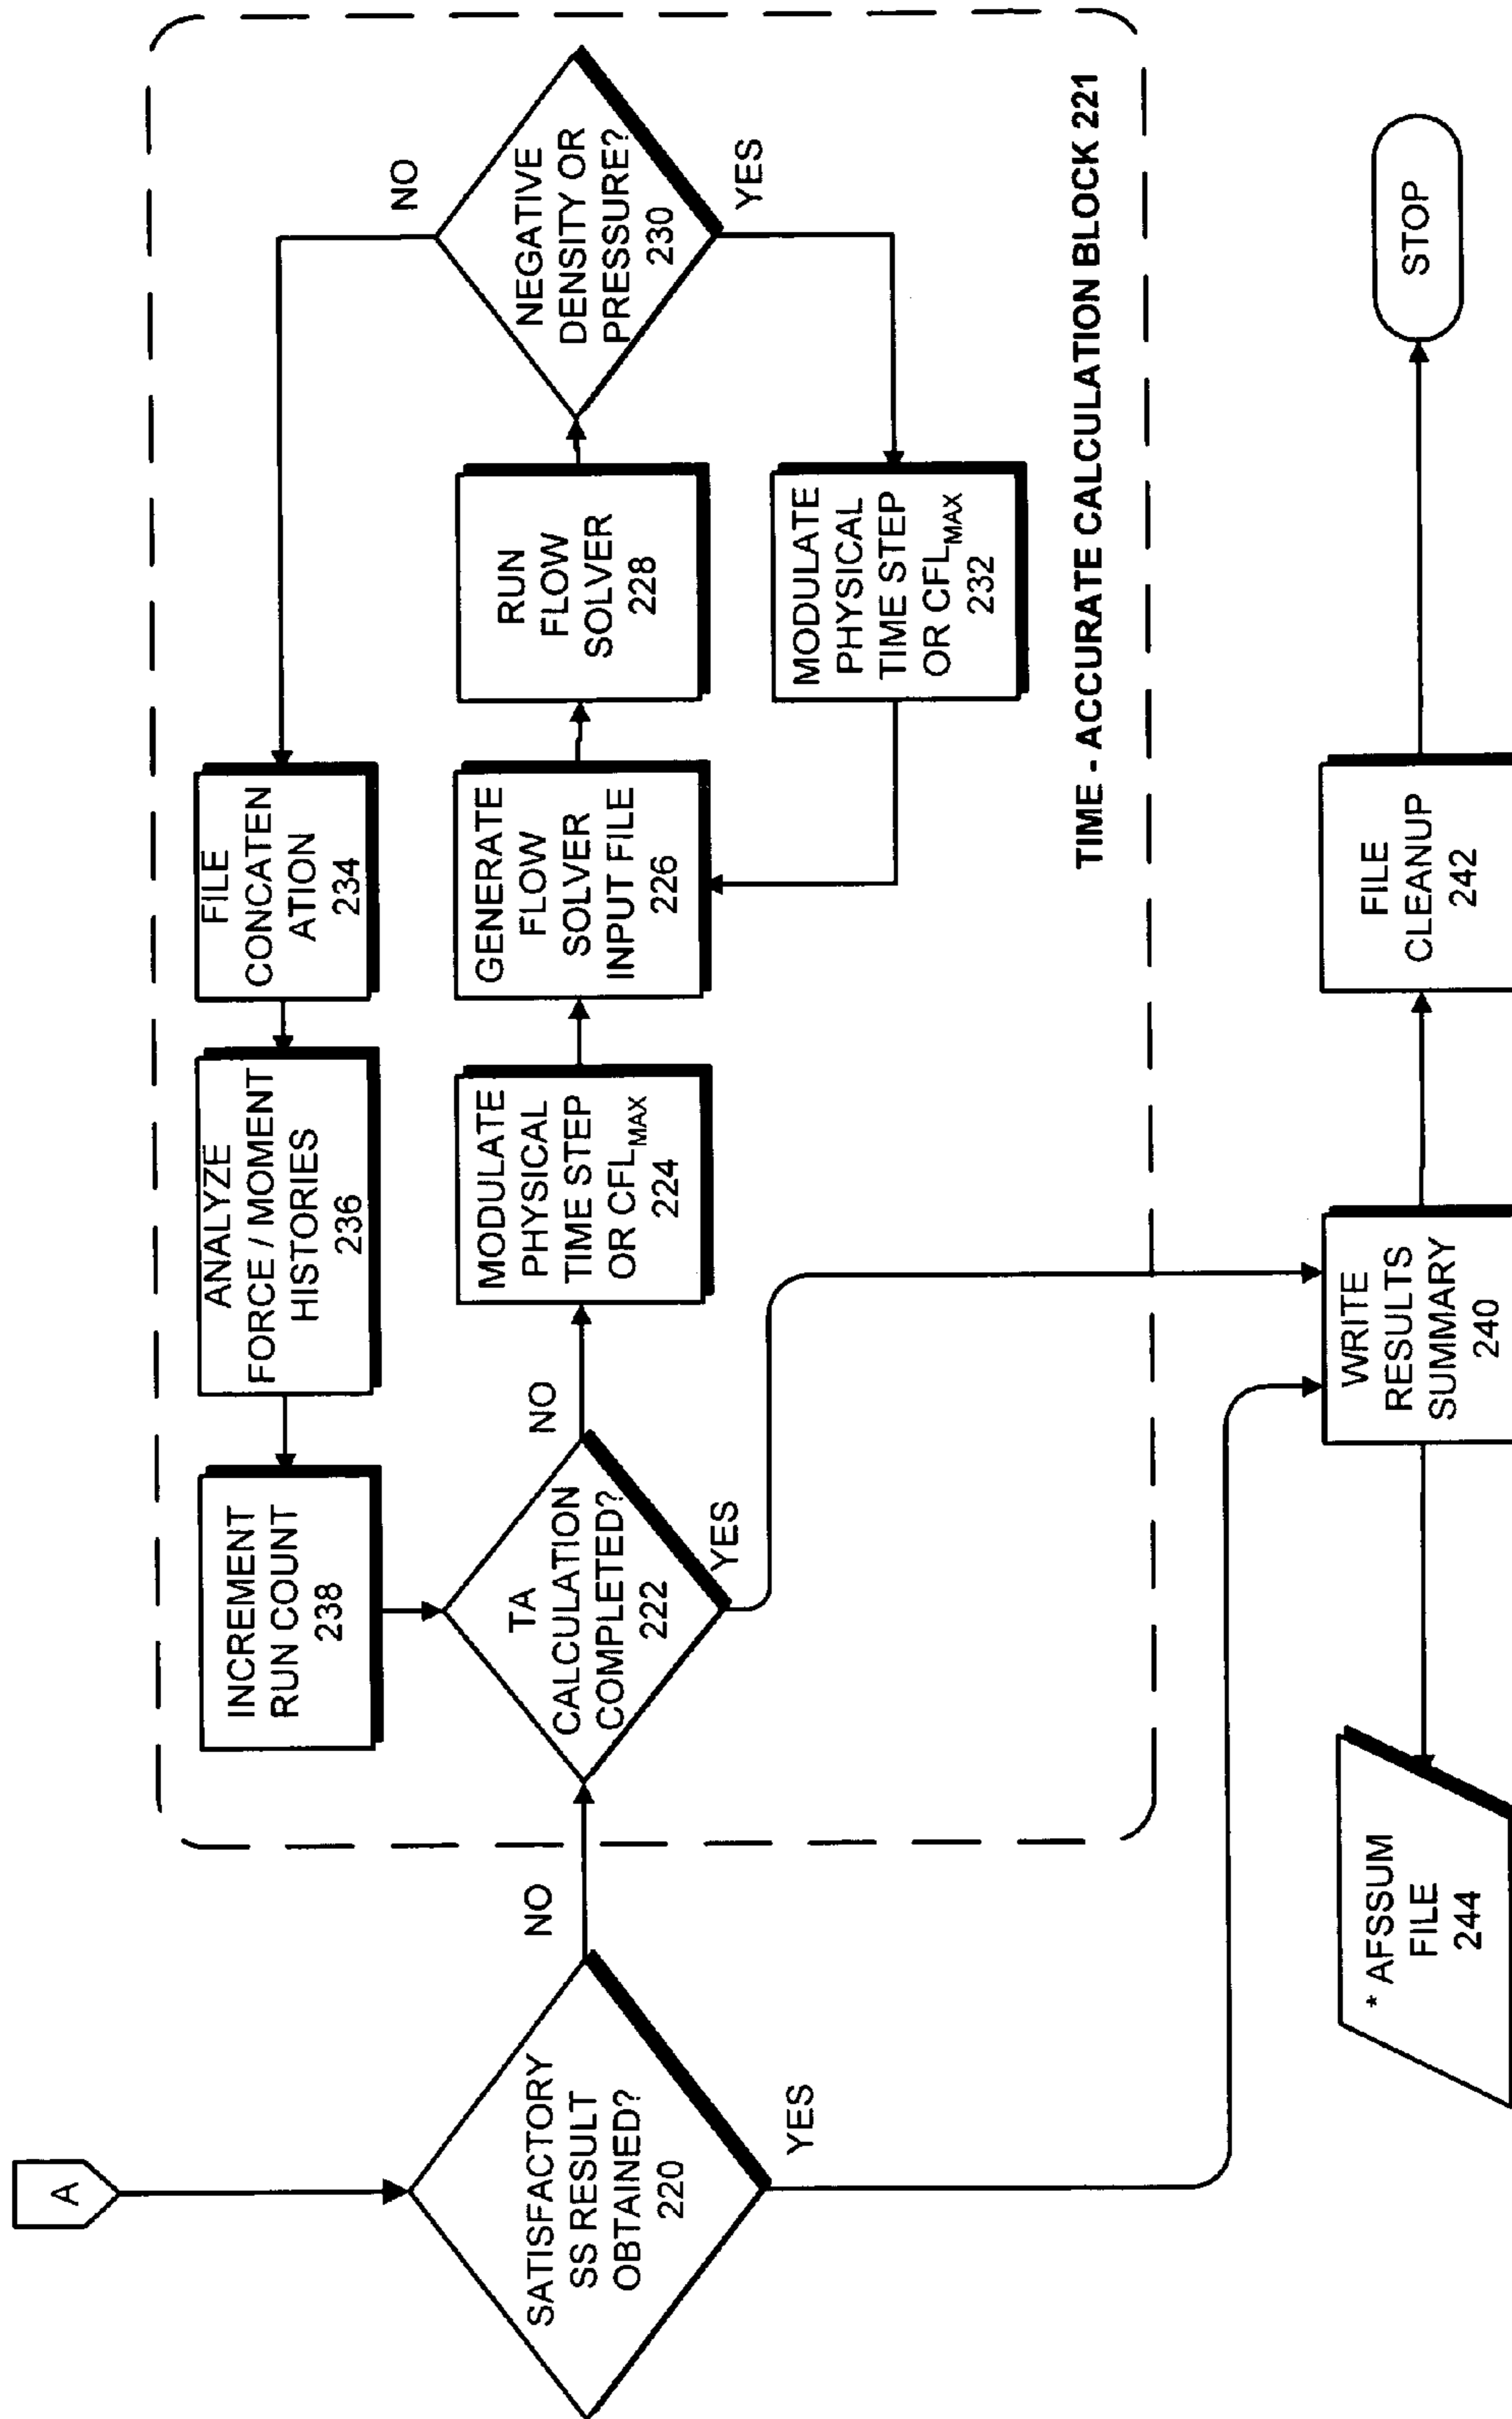 A
SATISFACTORY
SS RESULT
OBTAINED?
220
NO
YES
INCREMENT
RUN COUNT
238
ANALYZE
FORCE / MOMENT
HISTORIES
236
FILE
CONCATEN
ATION
234
TA
CALCULATION
COMPLETED?
222
NO
YES
MODULATE
PHYSICAL
TIME STEP
OR CFLMAX
224
GENERATE
FLOW
SOLVER
INPUT FILE
226
RUN
FLOW
SOLVER
228
NEGATIVE
DENSITY OR
PRESSURE?
230
NO
YES
MODULATE
PHYSICAL
TIME STEP
OR CFLMAX
232
TIME - ACCURATE CALCULATION BLOCK 221
* AFSSUM
FILE
244
WRITE
RESULTS
SUMMARY
240
FILE
CLEANUP
242
STOP